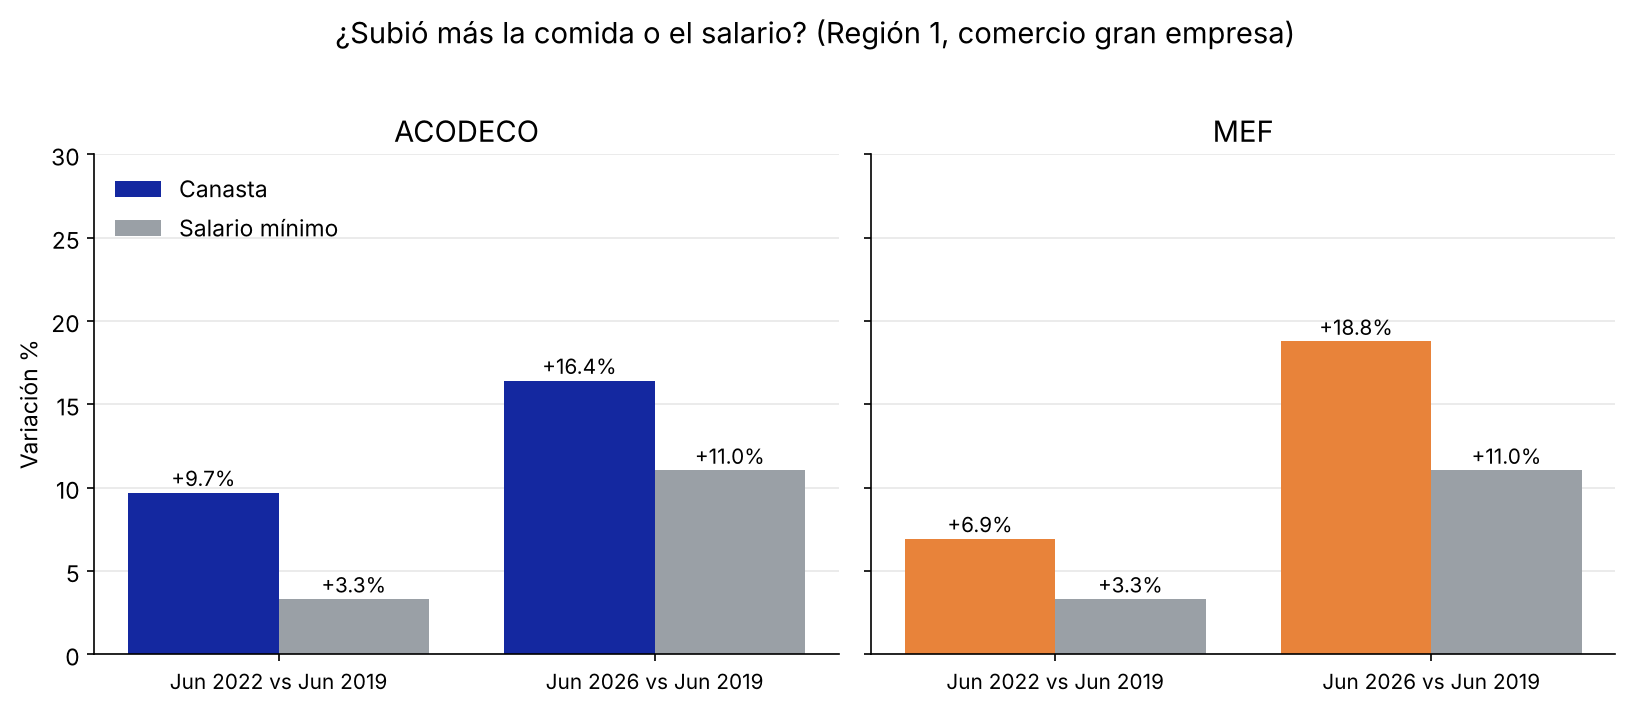 ¿Subió más la comida o el salario? (Región 1, comercio gran empresa)
ACODECO
Variación %
30
25
20
15
10
5
0
Canasta
Salario mínimo
+9.7%
+3.3%
+16.4%
+11.0%
Jun 2022 vs Jun 2019
Jun 2026 vs Jun 2019
MEF
+6.9%
+3.3%
+18.8%
+11.0%
Jun 2022 vs Jun 2019
Jun 2026 vs Jun 2019